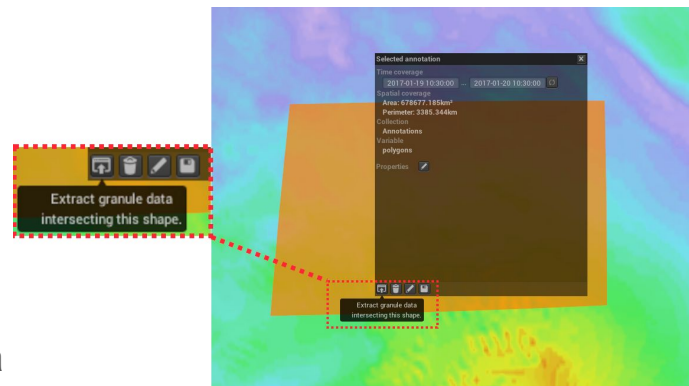 Selected annotation
Time coverage
2017-01-19 10:30:00 … 2017-01-20 10:30:00
Spatial coverage
Area: 678677.185km²
Perimeter: 3385.344km
Collection
Annotations
Variable
polygons
Properties
Extract granule data
intersecting this shape.
Extract granule data
intersecting this shape.